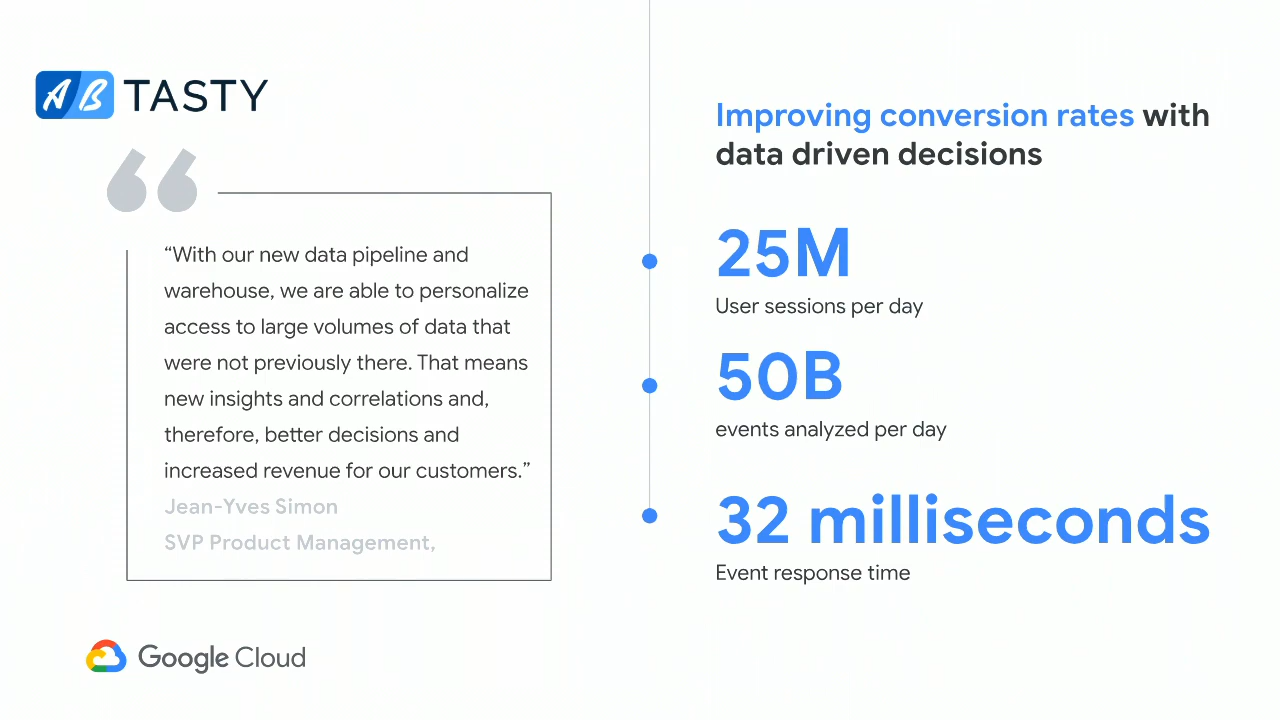 AB TASTY
“With our new data pipeline and
warehouse, we are able to personalize
access to large volumes of data that
were not previously there. That means
new insights and correlations and,
therefore, better decisions and
increased revenue for our customers.”
Jean-Yves Simon
SVP Product Management,
Google Cloud
Improving conversion rates with
data driven decisions
25M
User sessions per day
50B
events analyzed per day
32 milliseconds
Event response time